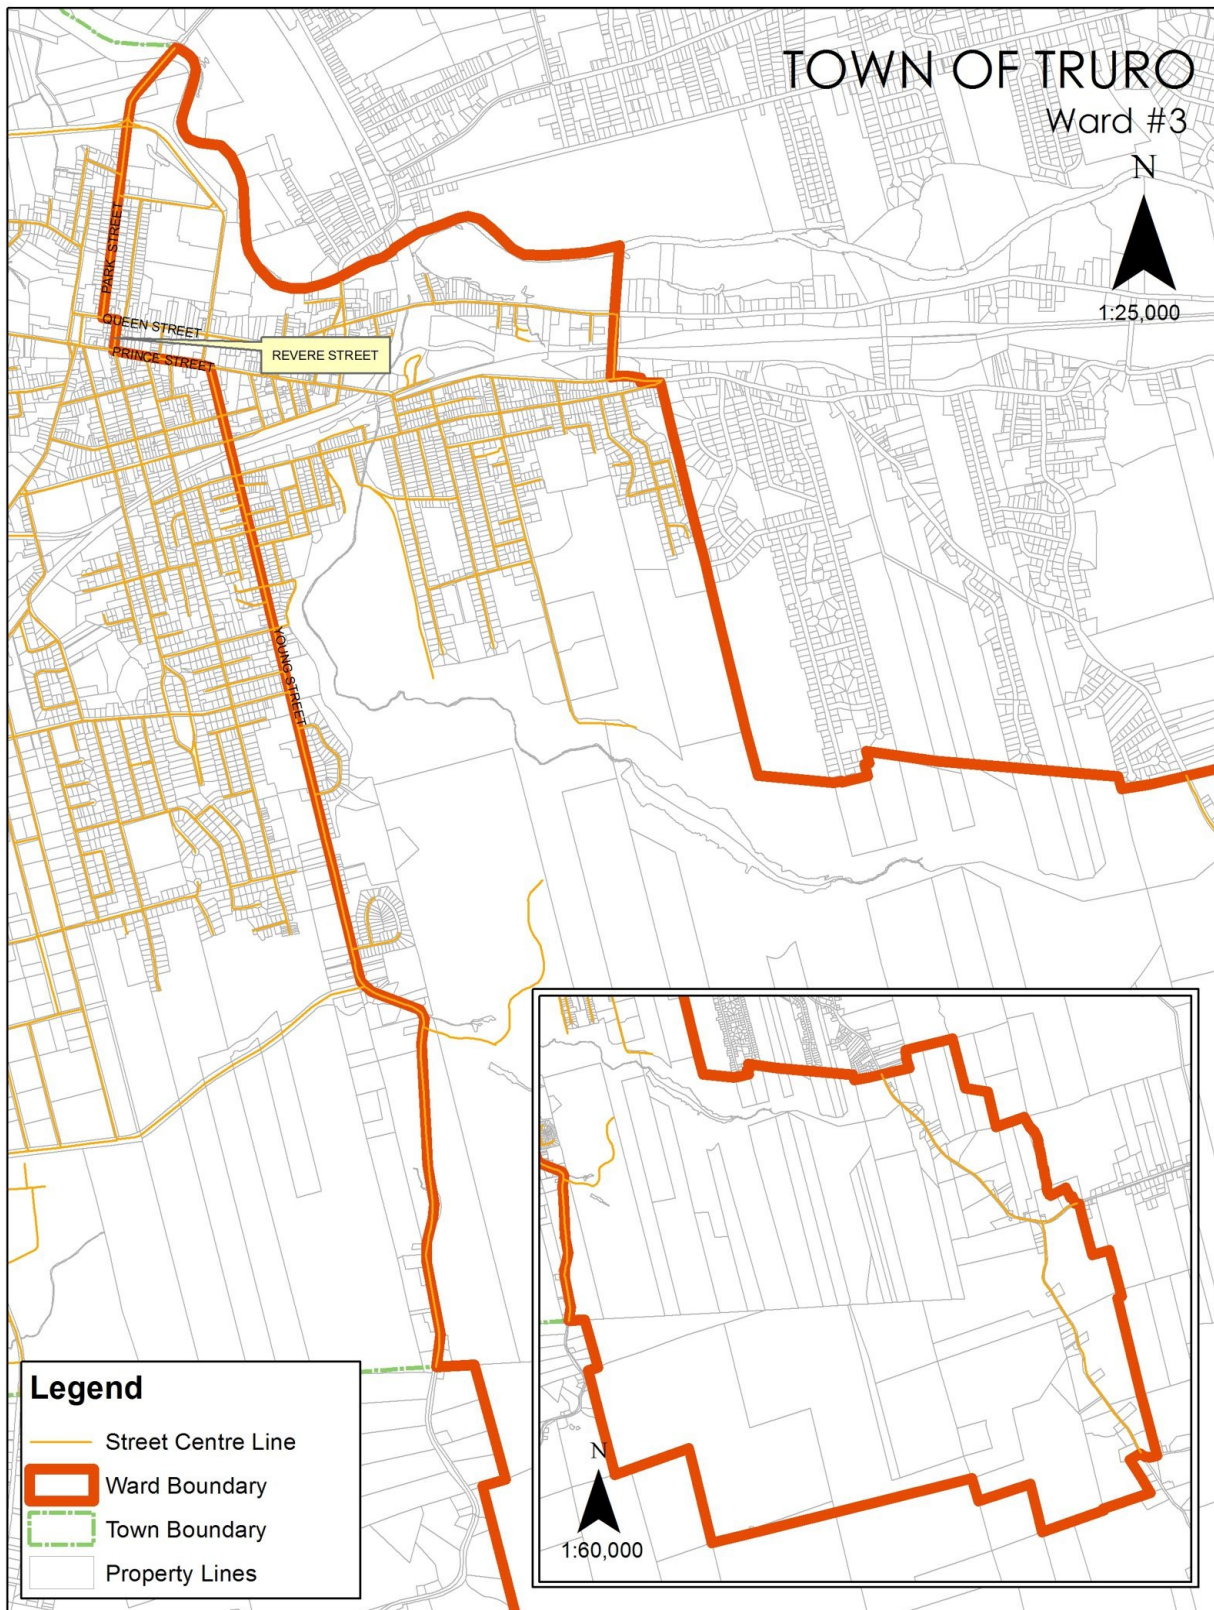 TOWN OF TRURO
Ward #3
N
1:25,000
PARK STREET
QUEEN STREET
REVERE STREET
PRINCE STREET
YOUNG STREET
Legend
Street Centre Line
Ward Boundary
Town Boundary
Property Lines
N
1:60,000